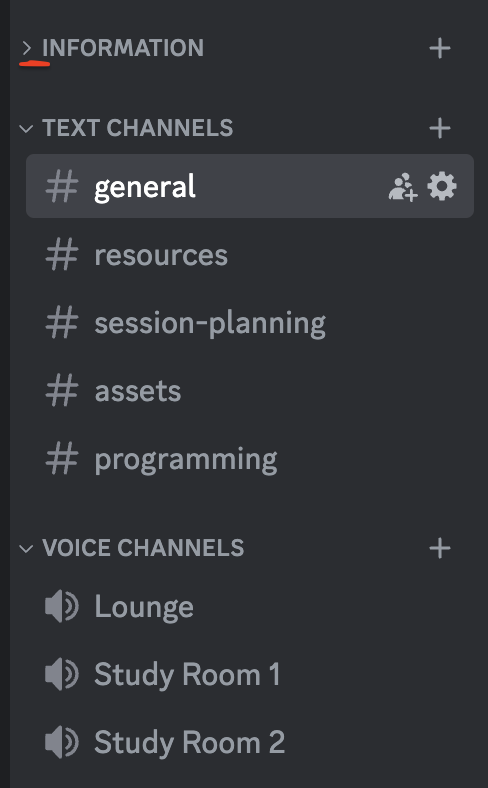 INFORMATION
TEXT CHANNELS
general
resources
session-planning
assets
programming
VOICE CHANNELS
Lounge
Study Room 1
Study Room 2